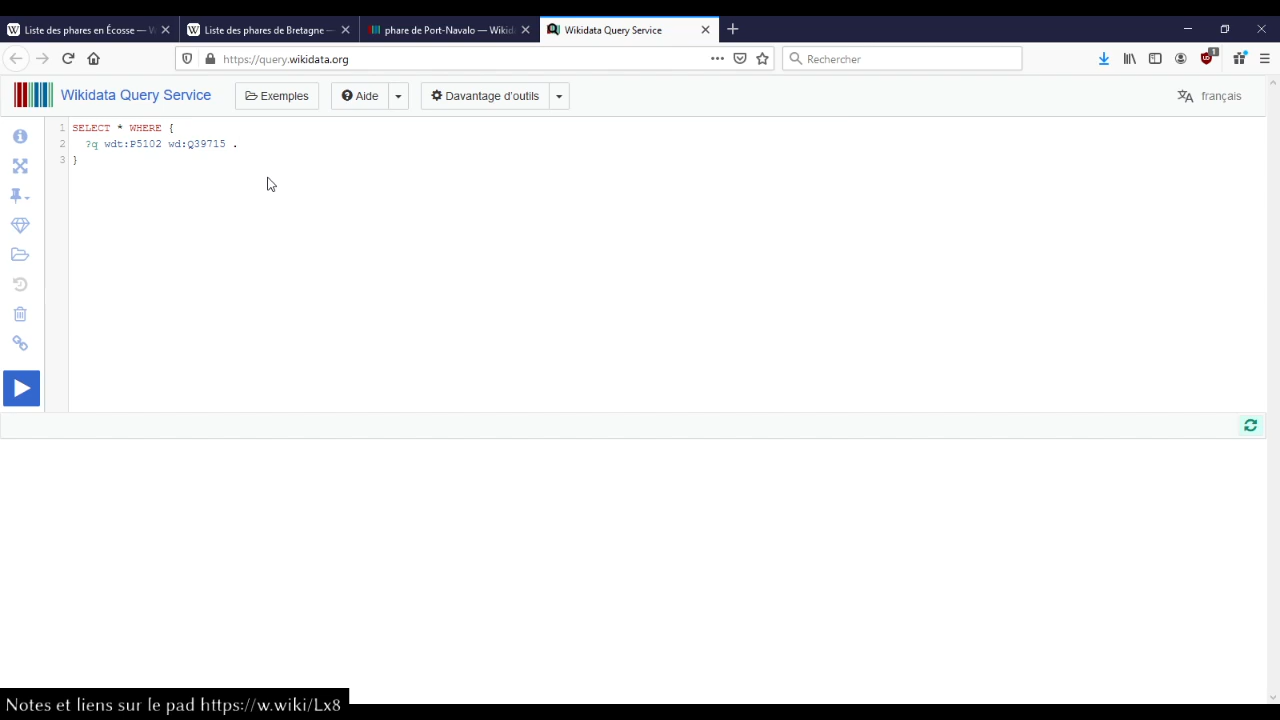 Liste des phares en Écosse — W
Liste des phares de Bretagne —
phare de Port-Navalo — Wikid
Wikidata Query Service
https://query.wikidata.org
Rechercher
1
Wikidata Query Service
Exemples
Aide
Davantage d'outils
français
1 SELECT * WHERE {
2 ?q wdt:P5102 wd:Q39715 .
3 }
Notes et liens sur le pad https://w.wiki/Lx8